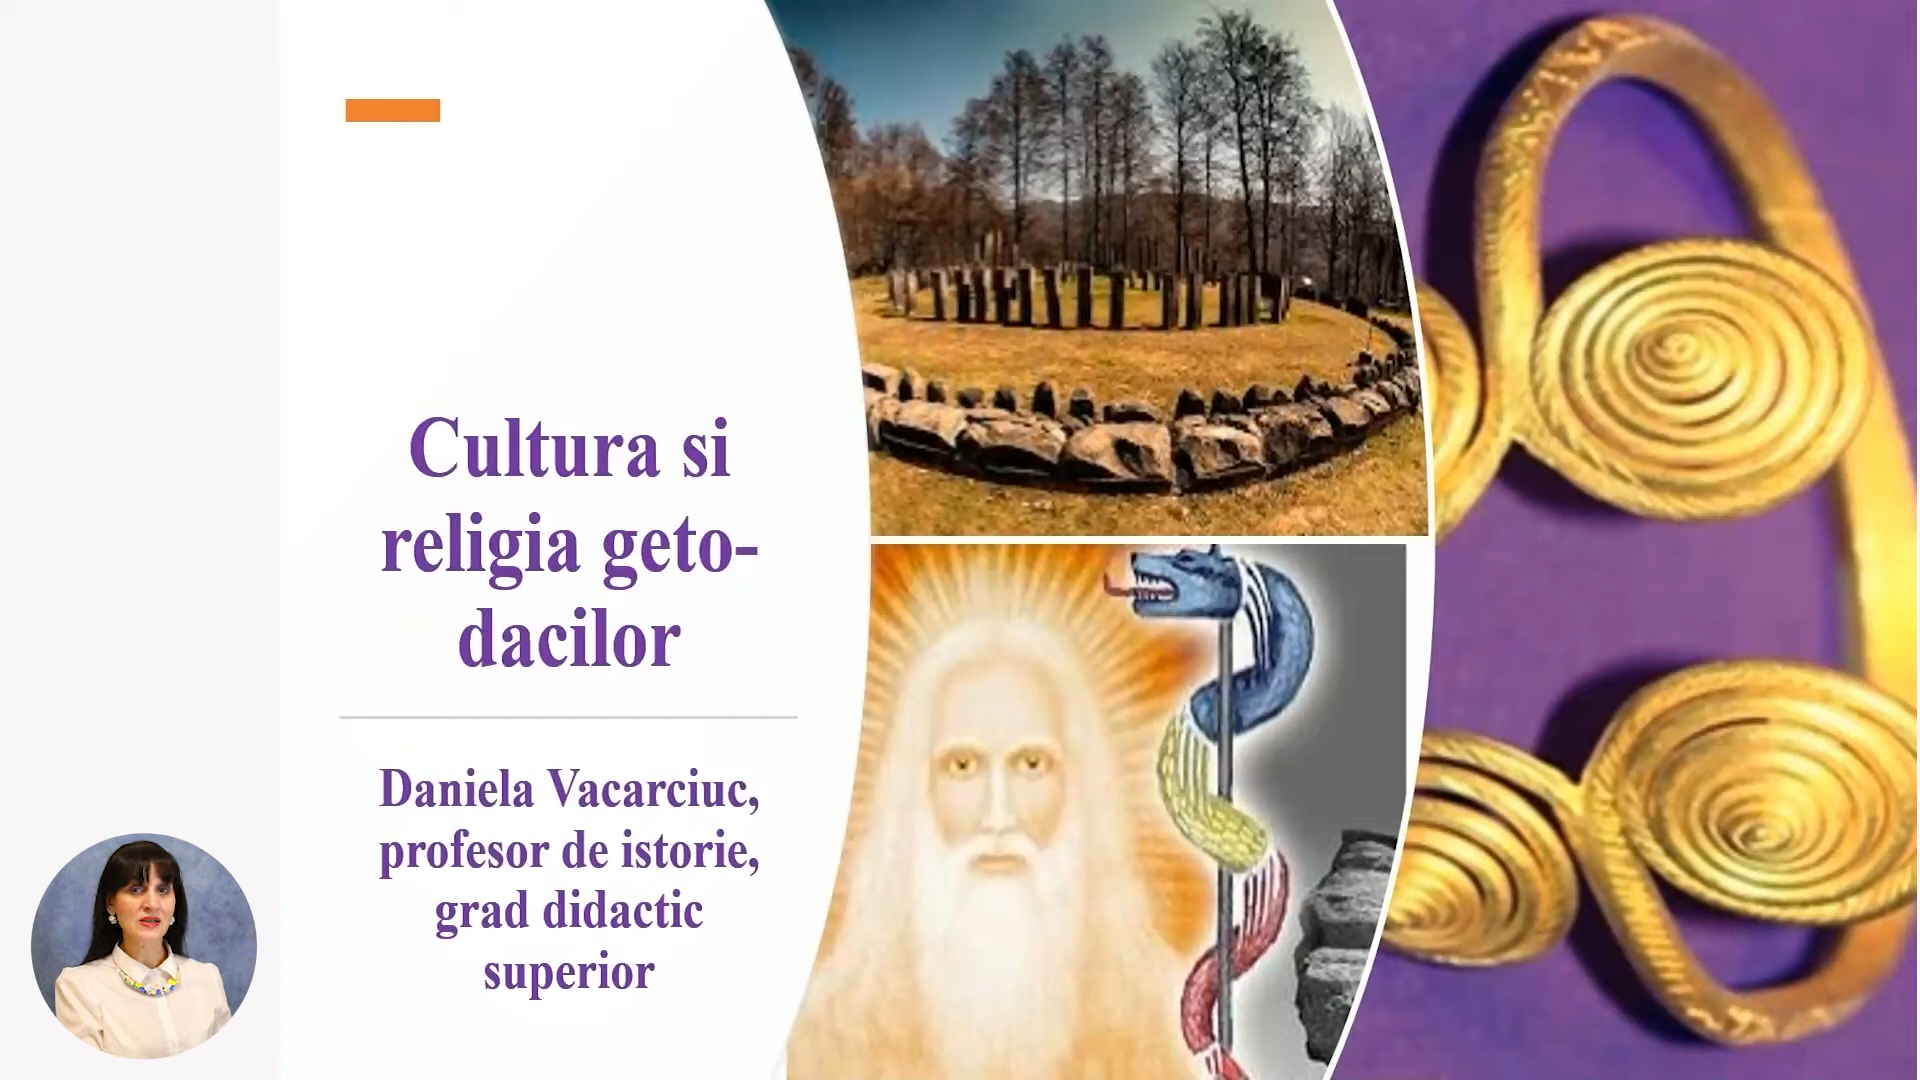 Cultura si
religia geto-
dacilor
Daniela Vacarciuc,
profesor de istorie,
grad didactic
superior